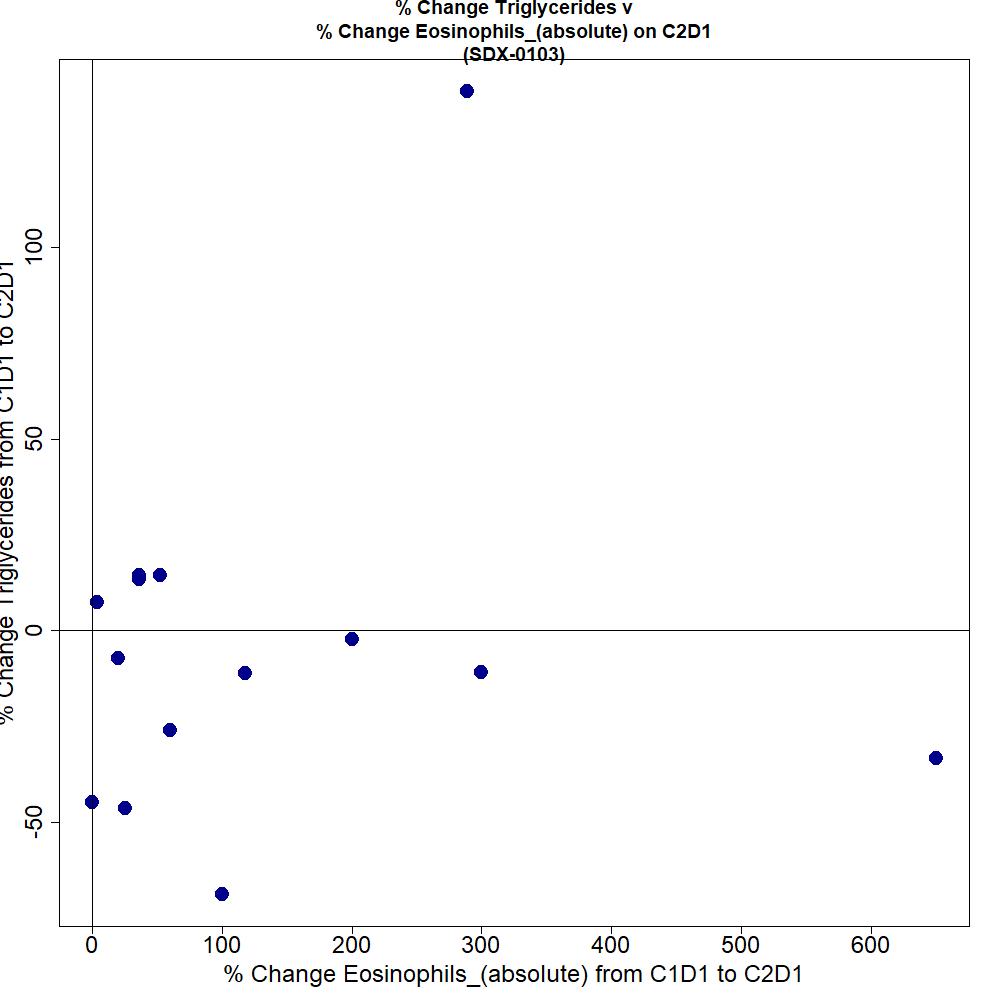 % Change Triglycerides v
% Change Eosinophils_(absolute) on C2D1
(SDX-0103)
100
50
0
-50
% Change Triglycerides from C1D1 to C2D1
0 100 200 300 400 500 600
% Change Eosinophils_(absolute) from C1D1 to C2D1